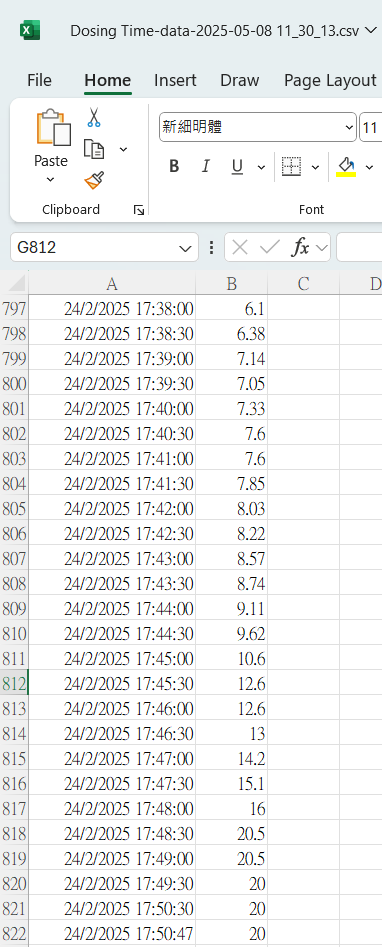 Dosing Time-data-2025-05-08 11_30_13.csv
File Home Insert Draw Page Layout
Paste
新細明體 11
B I U
Clipboard Font
G812 fx
A B C D
797 24/2/2025 17:38:00 6.1
798 24/2/2025 17:38:30 6.38
799 24/2/2025 17:39:00 7.14
800 24/2/2025 17:39:30 7.05
801 24/2/2025 17:40:00 7.33
802 24/2/2025 17:40:30 7.6
803 24/2/2025 17:41:00 7.6
804 24/2/2025 17:41:30 7.85
805 24/2/2025 17:42:00 8.03
806 24/2/2025 17:42:30 8.22
807 24/2/2025 17:43:00 8.57
808 24/2/2025 17:43:30 8.74
809 24/2/2025 17:44:00 9.11
810 24/2/2025 17:44:30 9.62
811 24/2/2025 17:45:00 10.6
812 24/2/2025 17:45:30 12.6
813 24/2/2025 17:46:00 12.6
814 24/2/2025 17:46:30 13
815 24/2/2025 17:47:00 14.2
816 24/2/2025 17:47:30 15.1
817 24/2/2025 17:48:00 16
818 24/2/2025 17:48:30 20.5
819 24/2/2025 17:49:00 20.5
820 24/2/2025 17:49:30 20
821 24/2/2025 17:50:30 20
822 24/2/2025 17:50:47 20